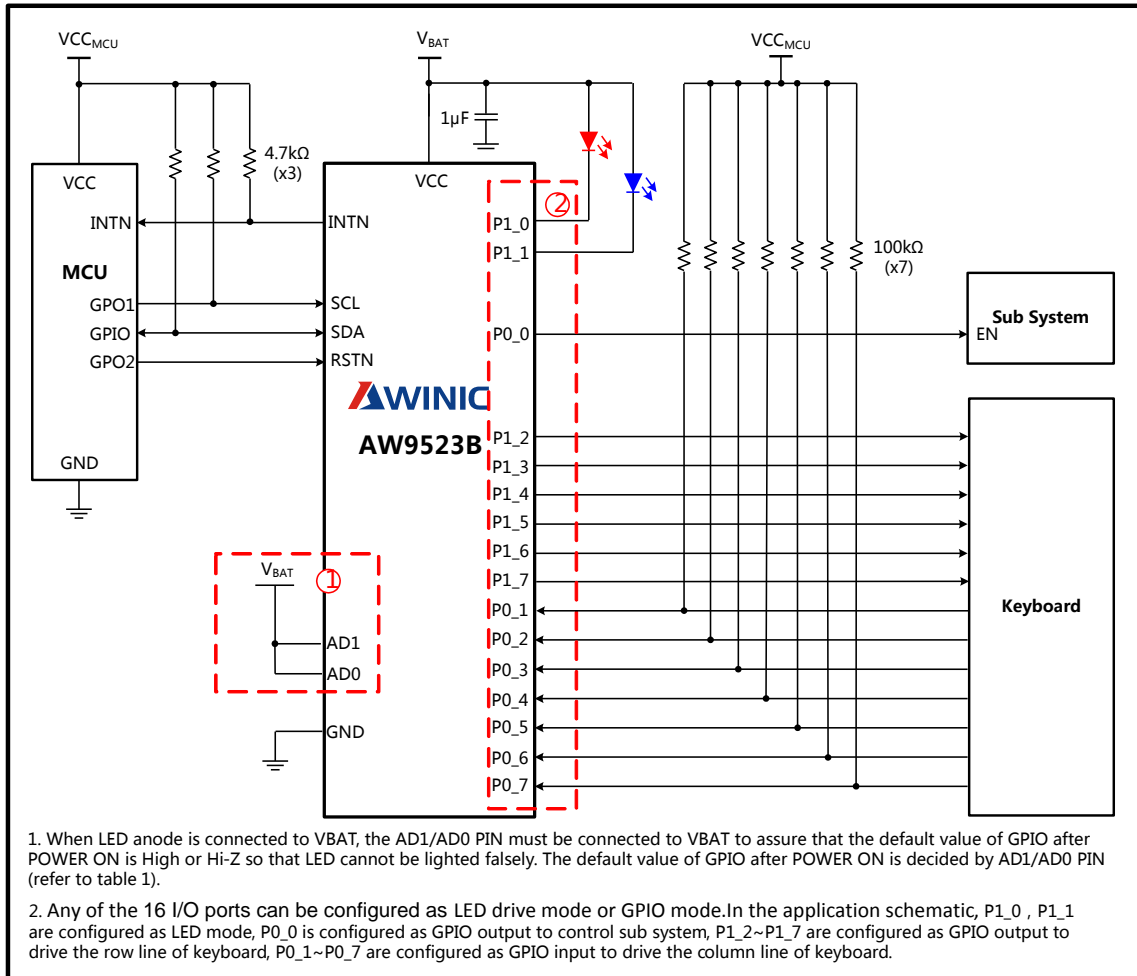 VCCMCU
VBAT
VCCMCU
1μF
4.7kΩ
(x3)
VCC
VCC
②
INTN
INTN
P1_0
P1_1
100kΩ
(x7)
MCU
GPO1
SCL
GPIO
SDA
P0_0
Sub System
EN
GPO2
RSTN
AWINIC
AW9523B
P1_2
P1_3
GND
P1_4
P1_5
P1_6
VBAT
①
P1_7
Keyboard
P0_1
AD1
P0_2
AD0
P0_3
P0_4
GND
P0_5
P0_6
P0_7
1. When LED anode is connected to VBAT, the AD1/AD0 PIN must be connected to VBAT to assure that the default value of GPIO after
POWER ON is High or Hi-Z so that LED cannot be lighted falsely. The default value of GPIO after POWER ON is decided by AD1/AD0 PIN
(refer to table 1).
2. Any of the 16 I/O ports can be configured as LED drive mode or GPIO mode.In the application schematic, P1_0 , P1_1
are configured as LED mode, P0_0 is configured as GPIO output to control sub system, P1_2~P1_7 are configured as GPIO output to
drive the row line of keyboard, P0_1~P0_7 are configured as GPIO input to drive the column line of keyboard.